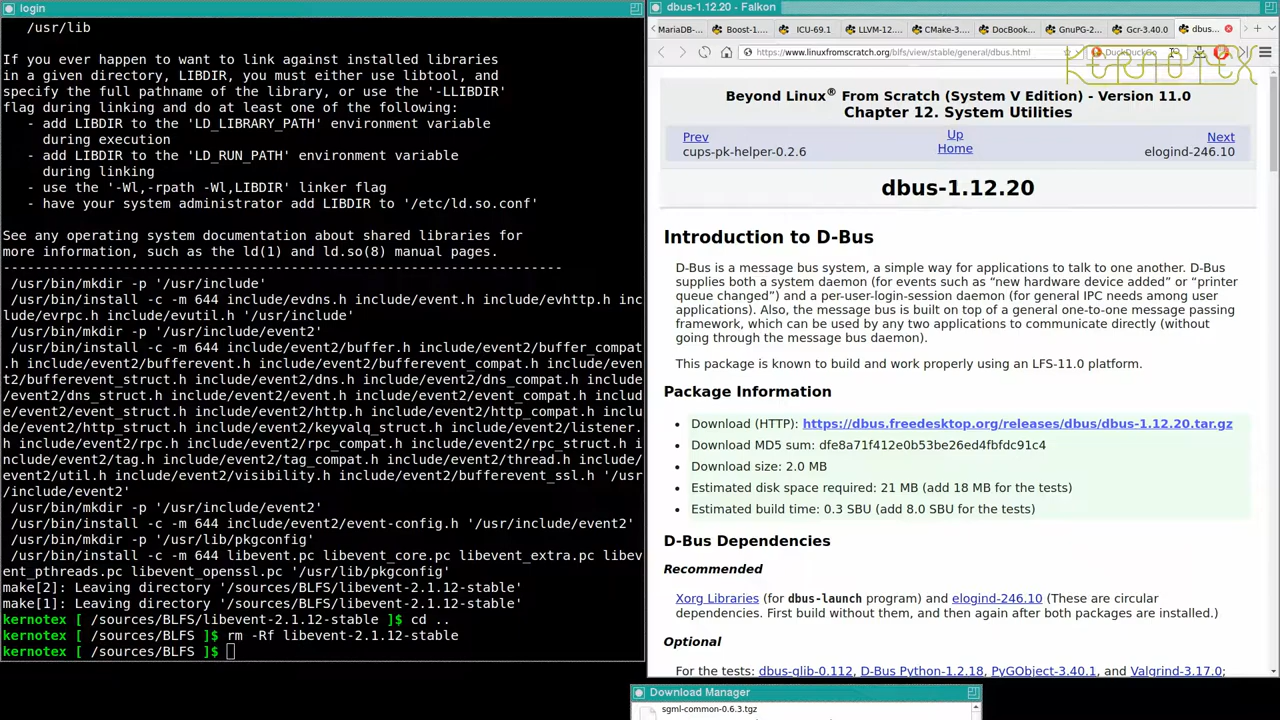 login
/usr/lib
If you ever happen to want to link against installed libraries
in a given directory, LIBDIR, you must either use libtool, and
specify the full pathname of the library, or use the '-LLIBDIR'
flag during linking and do at least one of the following:
- add LIBDIR to the 'LD_LIBRARY_PATH' environment variable
during execution
- add LIBDIR to the 'LD_RUN_PATH' environment variable
during linking
- use the '-Wl,-rpath -Wl,LIBDIR' linker flag
- have your system administrator add LIBDIR to '/etc/ld.so.conf'
See any operating system documentation about shared libraries for
more information, such as the ld(1) and ld.so(8) manual pages.
----------------------------------------------------------------------
/usr/bin/mkdir -p '/usr/include'
/usr/bin/install -c -m 644 include/evdns.h include/event.h include/evhttp.h inc
lude/evrpc.h include/evutil.h '/usr/include'
/usr/bin/mkdir -p '/usr/include/event2'
/usr/bin/install -c -m 644 include/event2/buffer.h include/event2/buffer_compat
.h include/event2/bufferevent.h include/event2/bufferevent_compat.h include/even
t2/bufferevent_struct.h include/event2/dns.h include/event2/dns_compat.h include
/event2/dns_struct.h include/event2/event.h include/event2/event_compat.h includ
e/event2/event_struct.h include/event2/http.h include/event2/http_compat.h inclu
de/event2/http_struct.h include/event2/keyvalq_struct.h include/event2/listener.
h include/event2/rpc.h include/event2/rpc_compat.h include/event2/rpc_struct.h i
nclude/event2/tag.h include/event2/tag_compat.h include/event2/thread.h include/
event2/util.h include/event2/visibility.h include/event2/bufferevent_ssl.h '/usr
/include/event2'
/usr/bin/mkdir -p '/usr/include/event2'
/usr/bin/install -c -m 644 include/event2/event-config.h '/usr/include/event2'
/usr/bin/mkdir -p '/usr/lib/pkgconfig'
/usr/bin/install -c -m 644 libevent.pc libevent_core.pc libevent_extra.pc libev
ent_pthreads.pc libevent_openssl.pc '/usr/lib/pkgconfig'
make[2]: Leaving directory '/sources/BLFS/libevent-2.1.12-stable'
make[1]: Leaving directory '/sources/BLFS/libevent-2.1.12-stable'
kernotex [ /sources/BLFS/libevent-2.1.12-stable ]$ cd ..
kernotex [ /sources/BLFS ]$ rm -Rf libevent-2.1.12-stable
kernotex [ /sources/BLFS ]$
dbus-1.12.20 - Falkon
MariaDB-... Boost-1.... ICU-69.1 LLVM-12.... CMake-3.... DocBook... GnuPG-2... Gcr-3.40.0 dbus...
https://www.linuxfromscratch.org/blfs/view/stable/general/dbus.html DuckDuckGo
KERNOTEX
Beyond Linux® From Scratch (System V Edition) - Version 11.0
Chapter 12. System Utilities
Prev Up Next
cups-pk-helper-0.2.6 Home elogind-246.10
dbus-1.12.20
Introduction to D-Bus
D-Bus is a message bus system, a simple way for applications to talk to one another. D-Bus
supplies both a system daemon (for events such as “new hardware device added” or “printer
queue changed”) and a per-user-login-session daemon (for general IPC needs among user
applications). Also, the message bus is built on top of a general one-to-one message passing
framework, which can be used by any two applications to communicate directly (without
going through the message bus daemon).
This package is known to build and work properly using an LFS-11.0 platform.
Package Information
• Download (HTTP): https://dbus.freedesktop.org/releases/dbus/dbus-1.12.20.tar.gz
• Download MD5 sum: dfe8a71f412e0b53be26ed4fbfdc91c4
• Download size: 2.0 MB
• Estimated disk space required: 21 MB (add 18 MB for the tests)
• Estimated build time: 0.3 SBU (add 8.0 SBU for the tests)
D-Bus Dependencies
Recommended
Xorg Libraries (for dbus-launch program) and elogind-246.10 (These are circular
dependencies. First build without them, and then again after both packages are installed.)
Optional
For the tests: dbus-glib-0.112, D-Bus Python-1.2.18, PyGObject-3.40.1, and Valgrind-3.17.0;
Download Manager
sgml-common-0.6.3.tgz